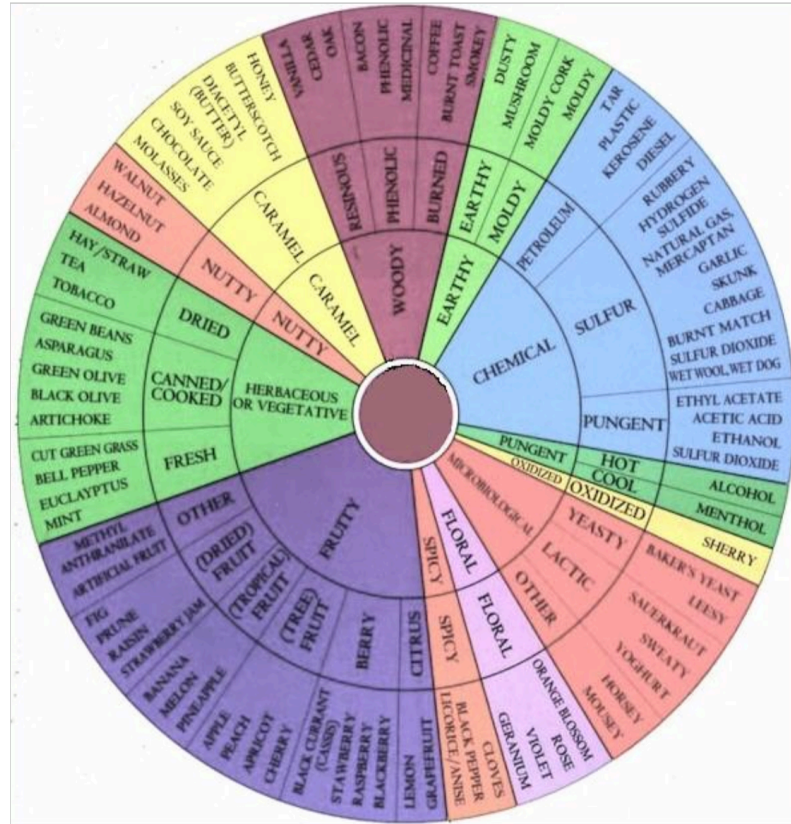 WOODY
RESINOUS
VANILLA
CEDAR
OAK
PHENOLIC
BACON
PHENOLIC
MEDICINAL
BURNED
COFFEE
BURNT TOAST
SMOKEY
EARTHY
EARTHY
DUSTY
MUSHROOM
MOLDY
MOLDY CORK
MOLDY
CHEMICAL
PETROLEUM
TAR
PLASTIC
KEROSENE
DIESEL
SULFUR
RUBBERY
HYDROGEN
SULFIDE
NATURAL GAS,
MERCAPTAN
GARLIC
SKUNK
CABBAGE
BURNT MATCH
SULFUR DIOXIDE
WET WOOL, WET DOG
PUNGENT
ETHYL ACETATE
ACETIC ACID
ETHANOL
SULFUR DIOXIDE
PUNGENT
HOT
ALCOHOL
COOL
MENTHOL
OXIDIZED
OXIDIZED
SHERRY
MICROBIOLOGICAL
YEASTY
BAKER'S YEAST
LEESY
LACTIC
SAUERKRAUT
SWEATY
YOGHURT
OTHER
HORSEY
MOUSEY
FLORAL
FLORAL
ORANGE BLOSSOM
ROSE
VIOLET
GERANIUM
SPICY
SPICY
CLOVES
BLACK PEPPER
LICORICE/ANISE
FRUITY
CITRUS
GRAPEFRUIT
LEMON
BERRY
BLACKBERRY
RASPBERRY
STAWBERRY
BLACK CURRANT
(CASSIS)
(TREE)
FRUIT
CHERRY
APRICOT
PEACH
APPLE
(TROPICAL)
FRUIT
PINEAPPLE
MELON
BANANA
(DRIED)
FRUIT
STRAWBERRY JAM
RAISIN
PRUNE
FIG
OTHER
METHYL
ANTHRANILATE
ARTIFICIAL FRUIT
HERBACEOUS
OR VEGETATIVE
FRESH
CUT GREEN GRASS
BELL PEPPER
EUCLAYPTUS
MINT
CANNED/
COOKED
GREEN BEANS
ASPARAGUS
GREEN OLIVE
BLACK OLIVE
ARTICHOKE
DRIED
HAY/STRAW
TEA
TOBACCO
NUTTY
NUTTY
WALNUT
HAZELNUT
ALMOND
CARAMEL
CARAMEL
HONEY
BUTTERSCOTCH
DIACETYL
(BUTTER)
SOY SAUCE
CHOCOLATE
MOLASSES